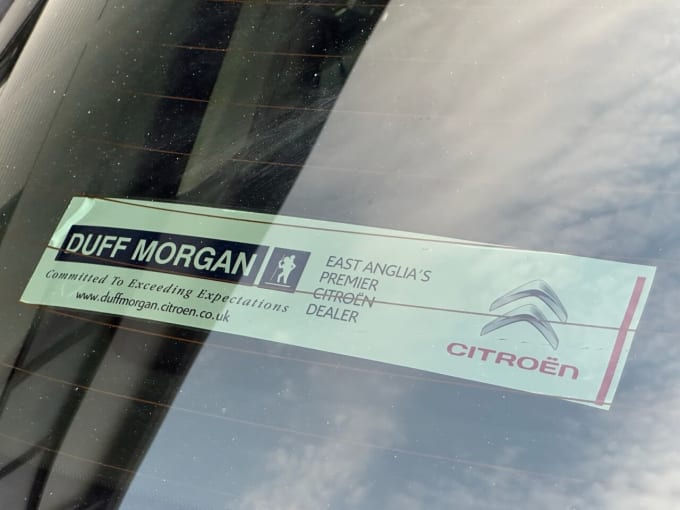 DUFF MORGAN
Committed To Exceeding Expectations
www.duffmorgan.citroen.co.uk
EAST ANGLIA'S
PREMIER
CITROËN
DEALER
CITROËN